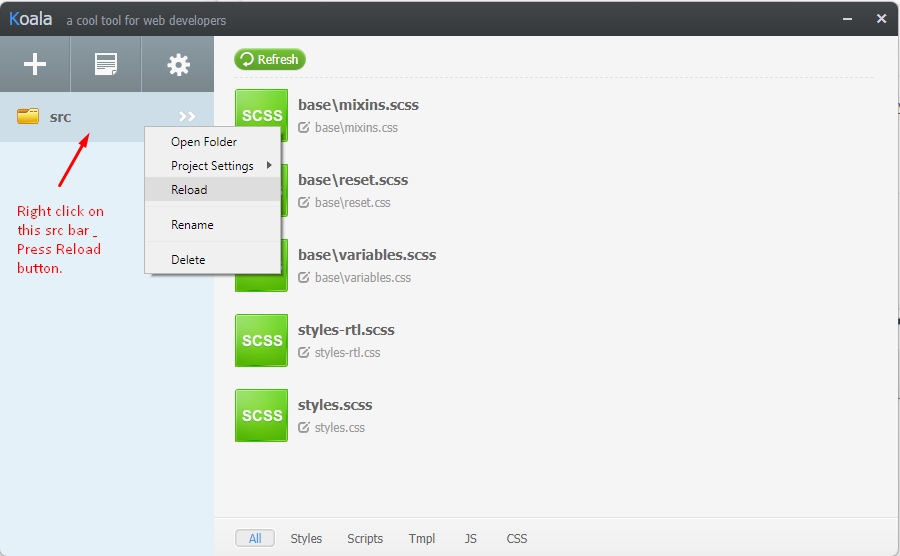 Koala a cool tool for web developers
src
Open Folder
Project Settings
Reload
Rename
Delete
Right click on
this src bar _
Press Reload
button.
Refresh
SCSS
base\mixins.scss
base\mixins.css
base\reset.scss
base\reset.css
base\variables.scss
base\variables.css
SCSS
styles-rtl.scss
styles-rtl.css
SCSS
styles.scss
styles.css
All Styles Scripts Tmpl JS CSS